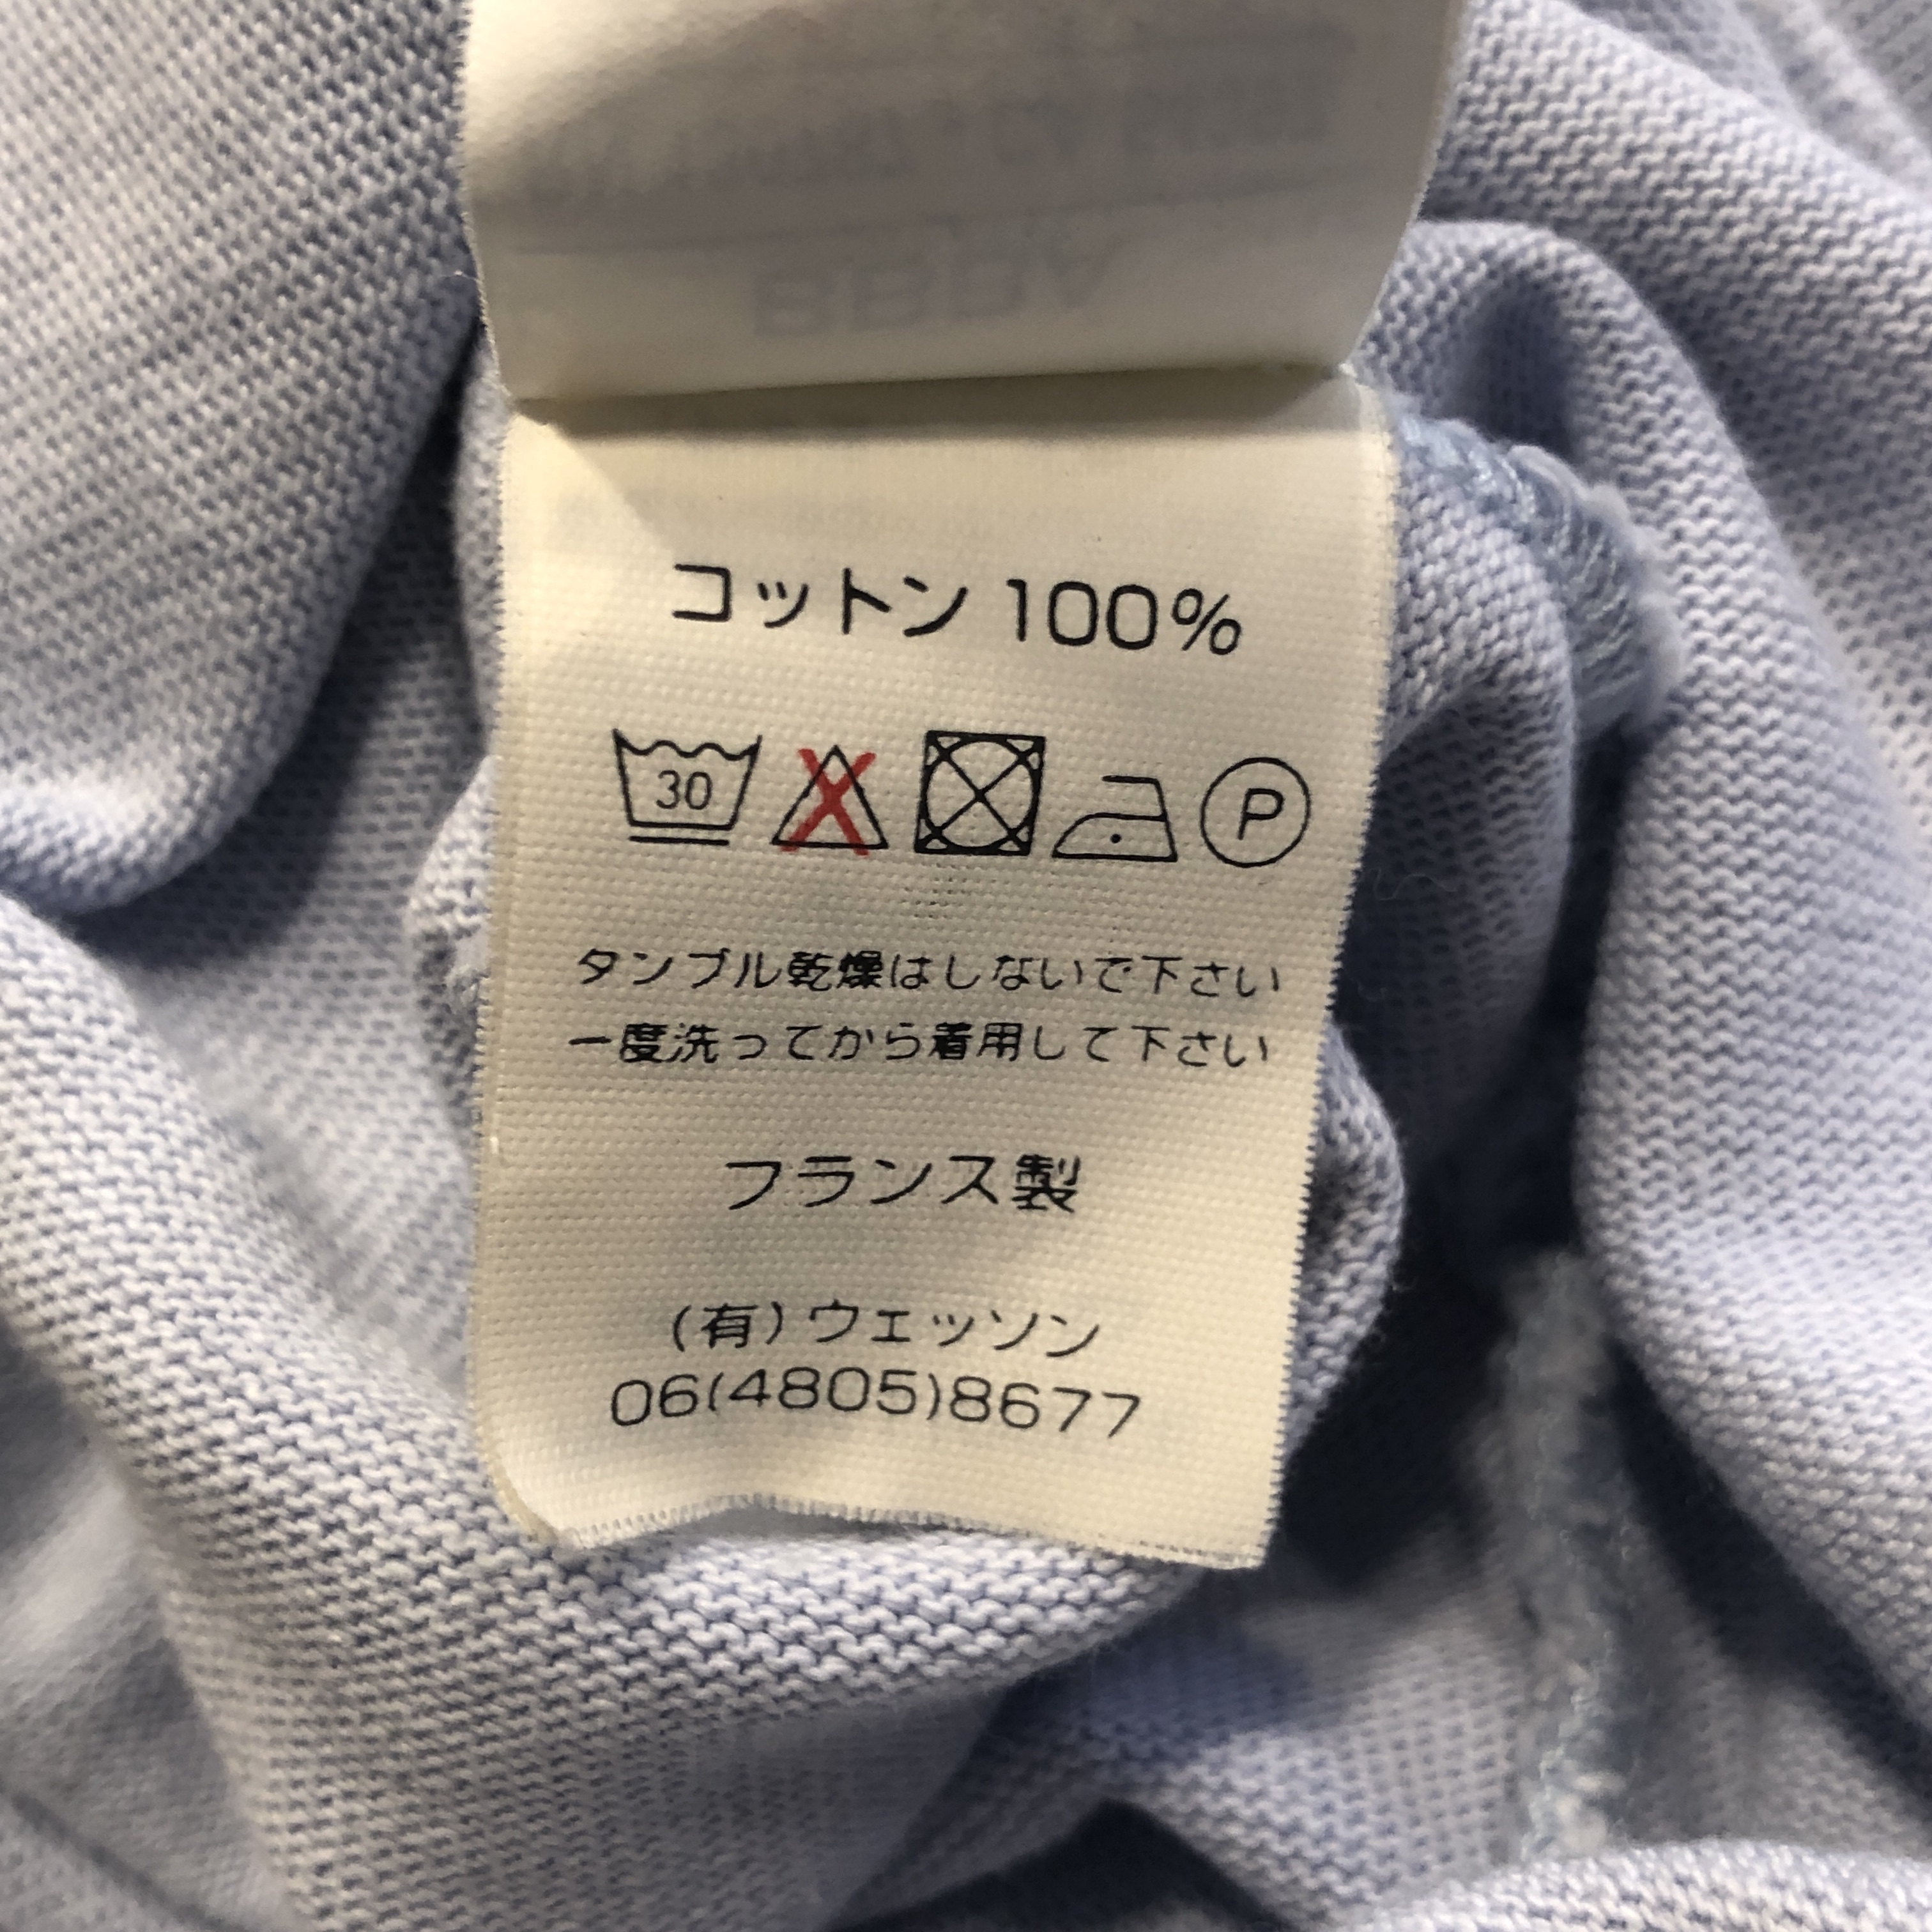 コットン 100%
30
P
タンブル乾燥はしないで下さい
一度洗ってから着用して下さい
フランス製
(有)ウェッソン
06(4805)8677